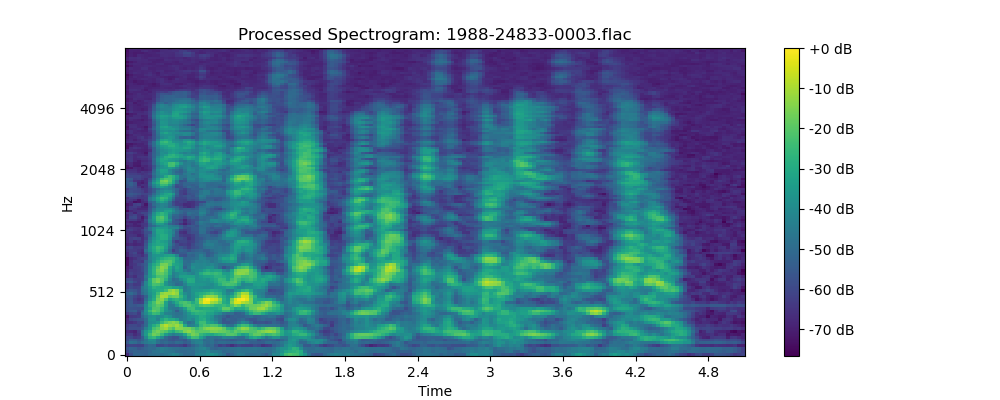 Processed Spectrogram: 1988-24833-0003.flac
Hz
4096
2048
1024
512
0
0 0.6 1.2 1.8 2.4 3 3.6 4.2 4.8
Time
+0 dB
-10 dB
-20 dB
-30 dB
-40 dB
-50 dB
-60 dB
-70 dB